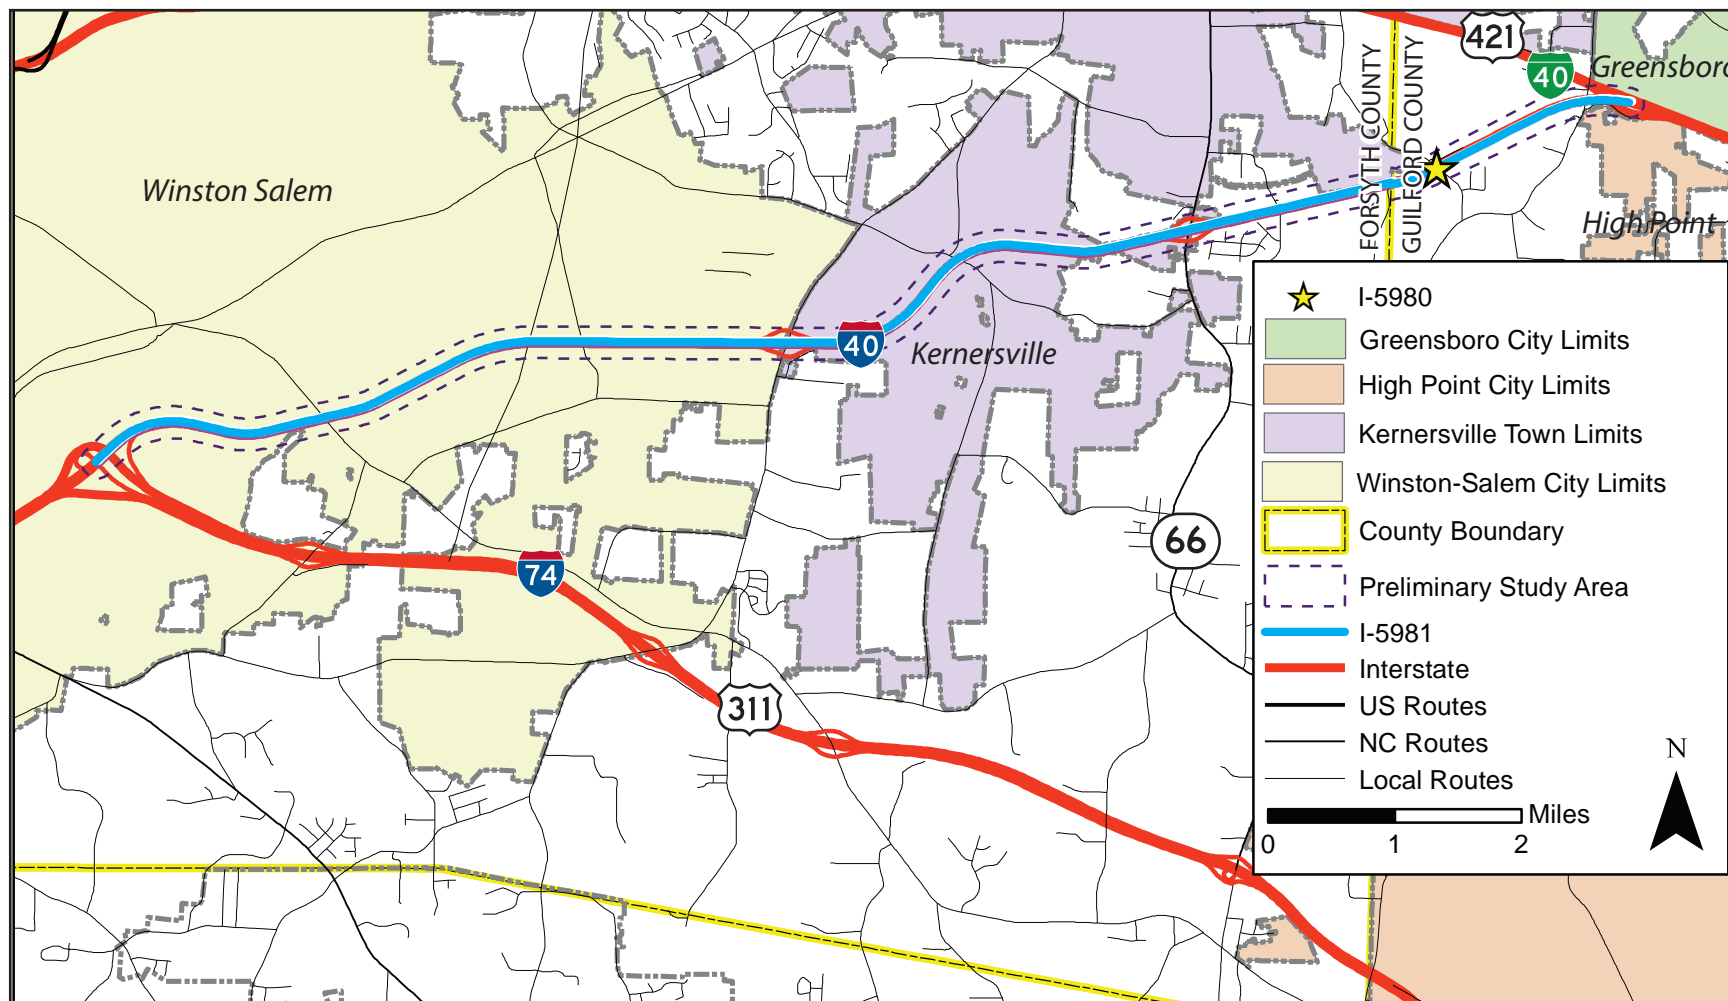 421
40
Greensboro
FORSYTH COUNTY
GUILFORD COUNTY
Winston Salem
High Point
40
Kernersville
66
74
311
I-5980
Greensboro City Limits
High Point City Limits
Kernersville Town Limits
Winston-Salem City Limits
County Boundary
Preliminary Study Area
I-5981
Interstate
US Routes
NC Routes
Local Routes
N
Miles
0 1 2